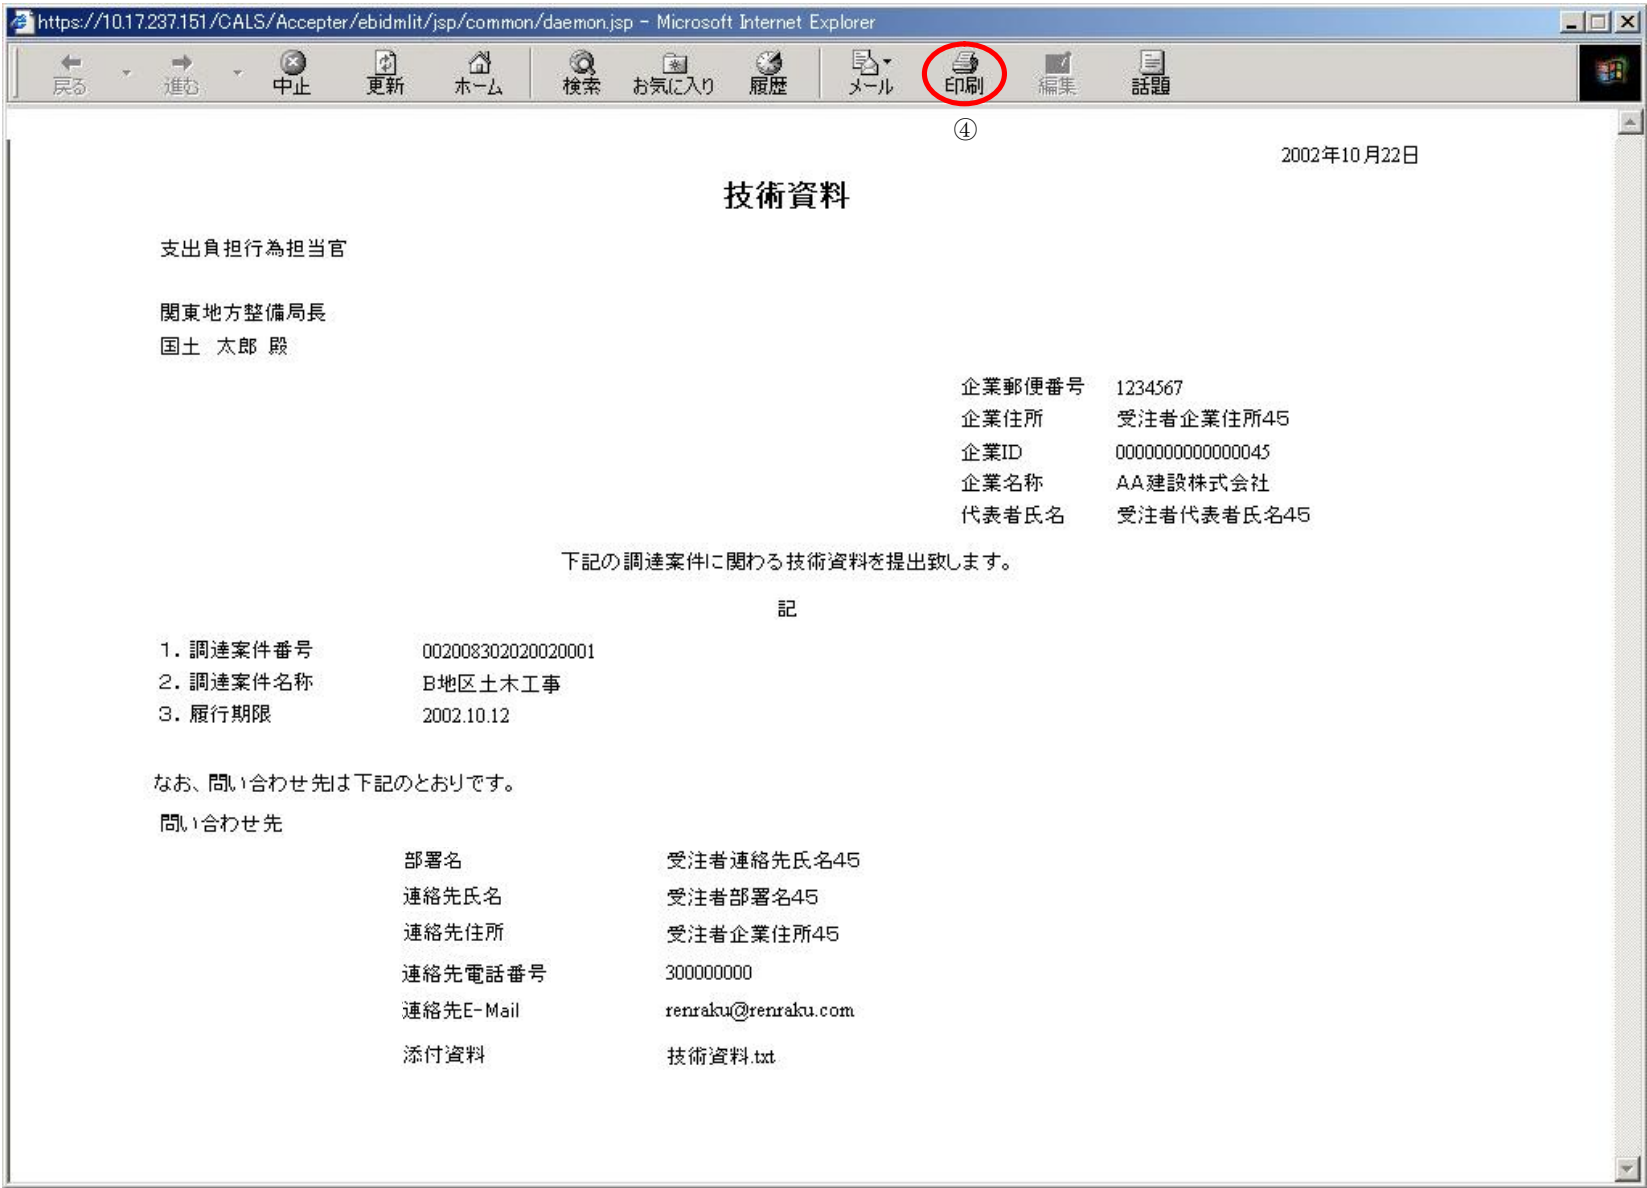 https://10.17.237.151/CALS/Accepter/ebidmlit/jsp/common/daemon.jsp - Microsoft Internet Explorer
戻る 進む 中止 更新 ホーム 検索 お気に入り 履歴 メール 印刷 編集 話題
④
2002年10月22日
技術資料
支出負担行為担当官
関東地方整備局長
国土 太郎 殿
企業郵便番号 1234567
企業住所 受注者企業住所45
企業ID 0000000000000045
企業名称 AA建設株式会社
代表者氏名 受注者代表者氏名45
下記の調達案件に関わる技術資料を提出致します。
記
1. 調達案件番号 002008302020020001
2. 調達案件名称 B地区土木工事
3. 履行期限 2002.10.12
なお、問い合わせ先は下記のとおりです。
問い合わせ先
部署名 受注者連絡先氏名45
連絡先氏名 受注者部署名45
連絡先住所 受注者企業住所45
連絡先電話番号 300000000
連絡先E-Mail renraku@renraku.com
添付資料 技術資料.txt